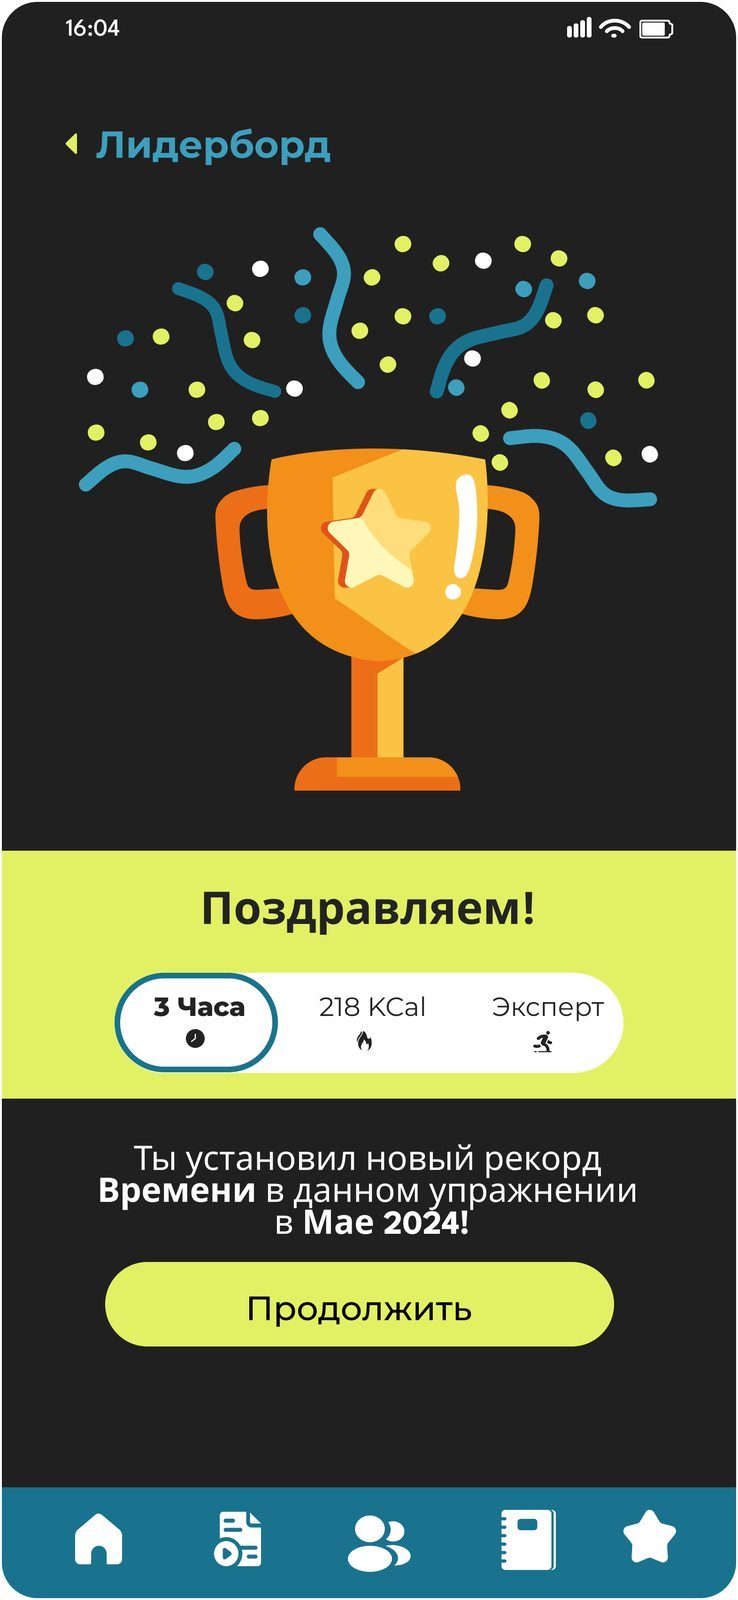 16:04
Лидерборд
Поздравляем!
3 Часа 218 KCal Эксперт
Ты установил новый рекорд
Времени в данном упражнении
в Мае 2024!
Продолжить